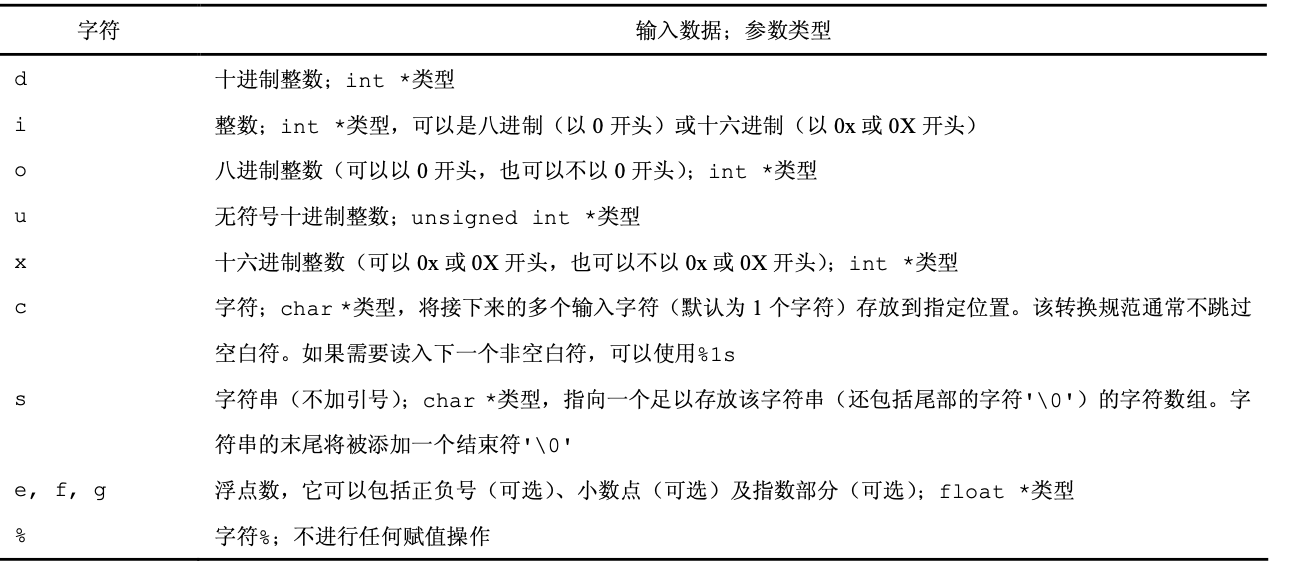 字符 输入数据；参数类型
d 十进制整数；int *类型
i 整数；int *类型，可以是八进制（以 0 开头）或十六进制（以 0x 或 0X 开头）
o 八进制整数（可以以 0 开头，也可以不以 0 开头）；int *类型
u 无符号十进制整数；unsigned int *类型
x 十六进制整数（可以 0x 或 0X 开头，也可以不以 0x 或 0X 开头）；int *类型
c 字符；char *类型，将接下来的多个输入字符（默认为 1 个字符）存放到指定位置。该转换规范通常不跳过
空白符。如果需要读入下一个非空白符，可以使用%1s
s 字符串（不加引号）；char *类型，指向一个足以存放该字符串（还包括尾部的字符'\0'）的字符数组。字
符串的末尾将被添加一个结束符'\0'
e, f, g 浮点数，它可以包括正负号（可选）、小数点（可选）及指数部分（可选）；float *类型
% 字符%；不进行任何赋值操作